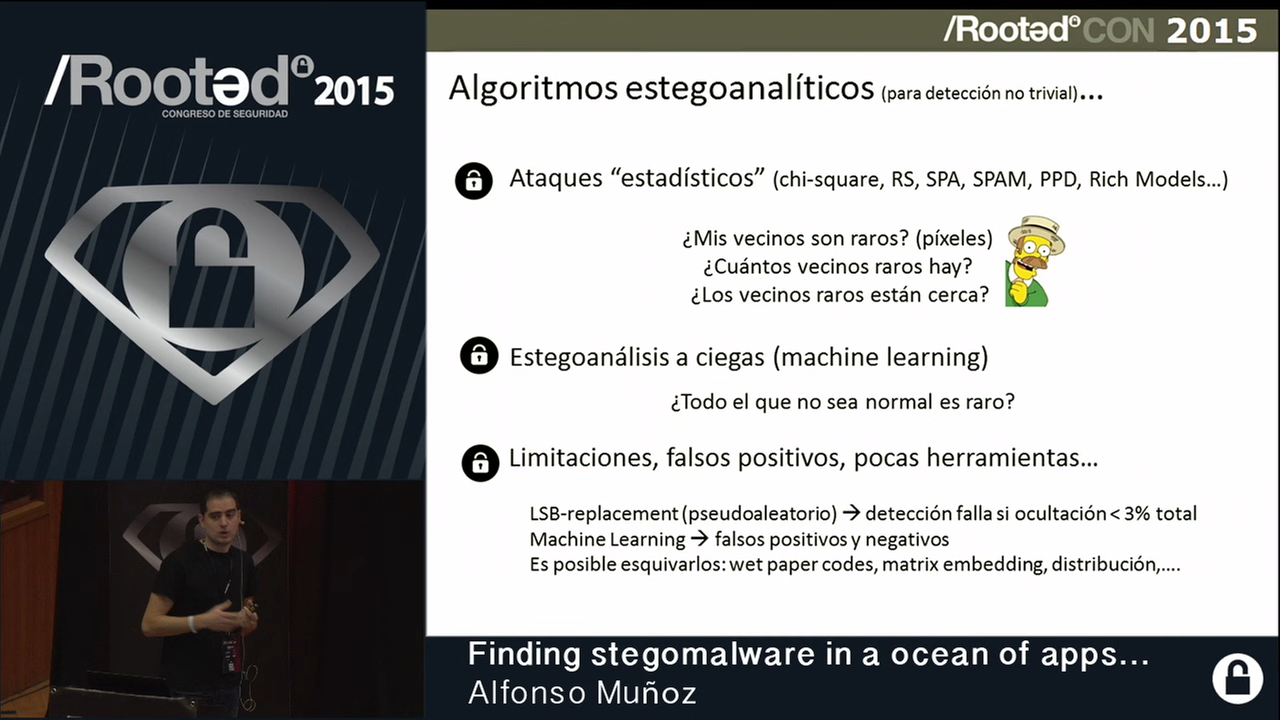 /Rooted 2015
CONGRESO DE SEGURIDAD
/RootedCON 2015
Algoritmos estegoanalíticos (para detección no trivial)...
Ataques “estadísticos” (chi-square, RS, SPA, SPAM, PPD, Rich Models...)
¿Mis vecinos son raros? (píxeles)
¿Cuántos vecinos raros hay?
¿Los vecinos raros están cerca?
Estegoanálisis a ciegas (machine learning)
¿Todo el que no sea normal es raro?
Limitaciones, falsos positivos, pocas herramientas...
LSB-replacement (pseudoaleatorio) → detección falla si ocultación < 3% total
Machine Learning → falsos positivos y negativos
Es posible esquivarlos: wet paper codes, matrix embedding, distribución,....
Finding stegomalware in a ocean of apps...
Alfonso Muñoz